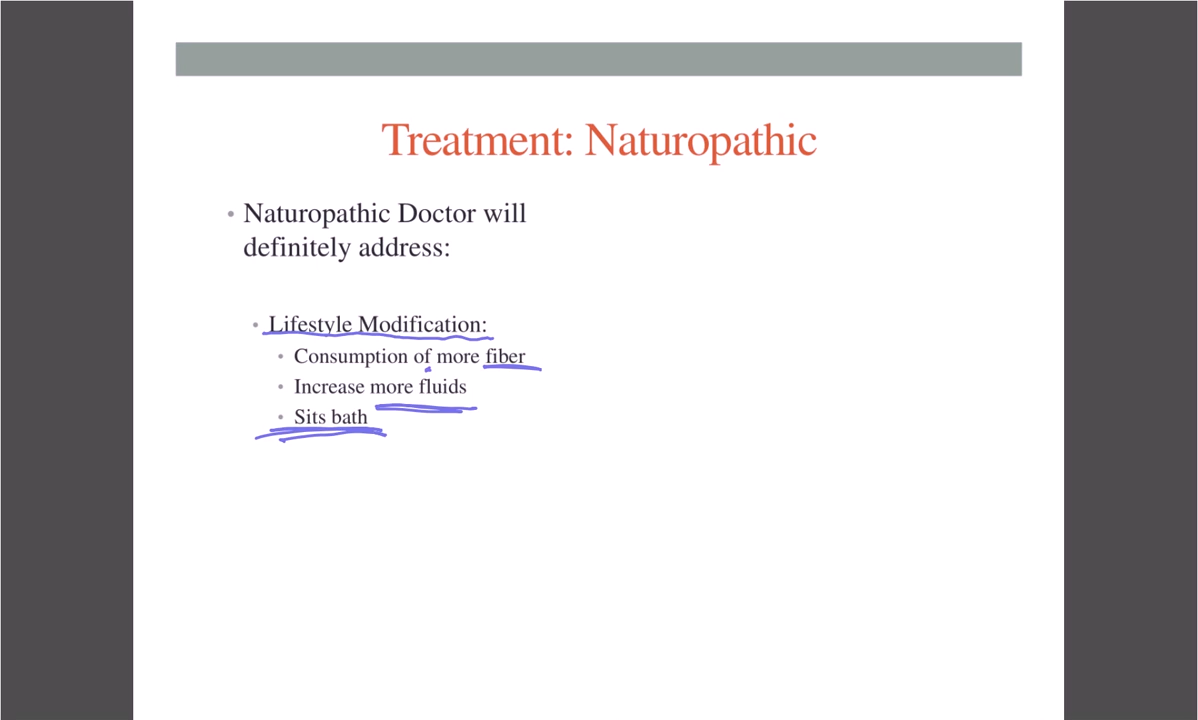 Treatment: Naturopathic
• Naturopathic Doctor will
definitely address:
• Lifestyle Modification:
• Consumption of more fiber
• Increase more fluids
• Sits bath